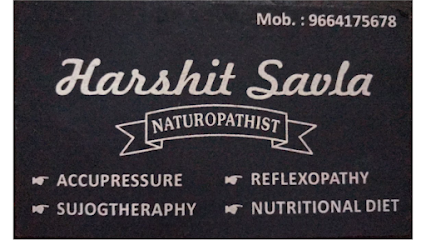 Mob. : 9664175678
Harshit Savla
NATUROPATHIST
☛ ACCUPRESSURE ☛ REFLEXOPATHY
☛ SUJOGTHERAPHY ☛ NUTRITIONAL DIET